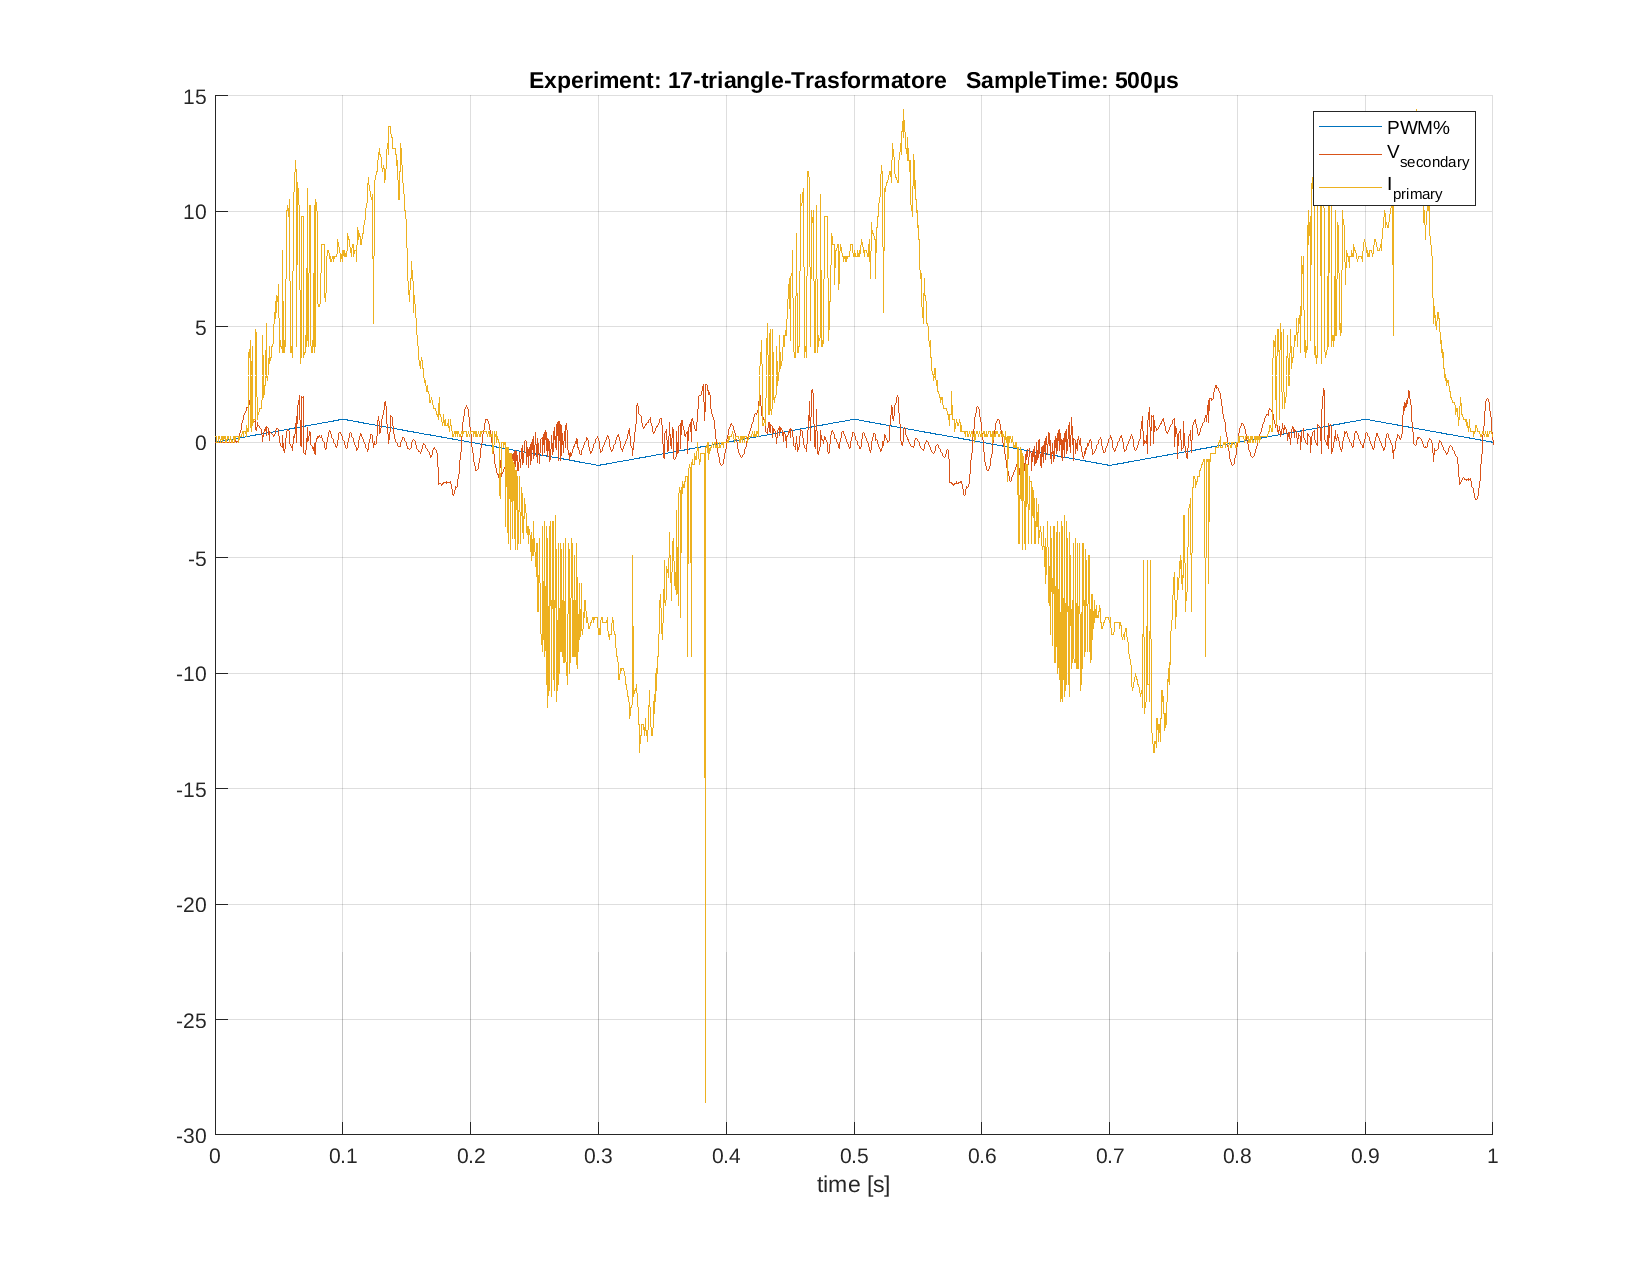 Experiment: 17-triangle-Trasformatore   SampleTime: 500µs
PWM%
Vsecondary
Iprimary
15
10
5
0
-5
-10
-15
-20
-25
-30
0 0.1 0.2 0.3 0.4 0.5 0.6 0.7 0.8 0.9 1
time [s]